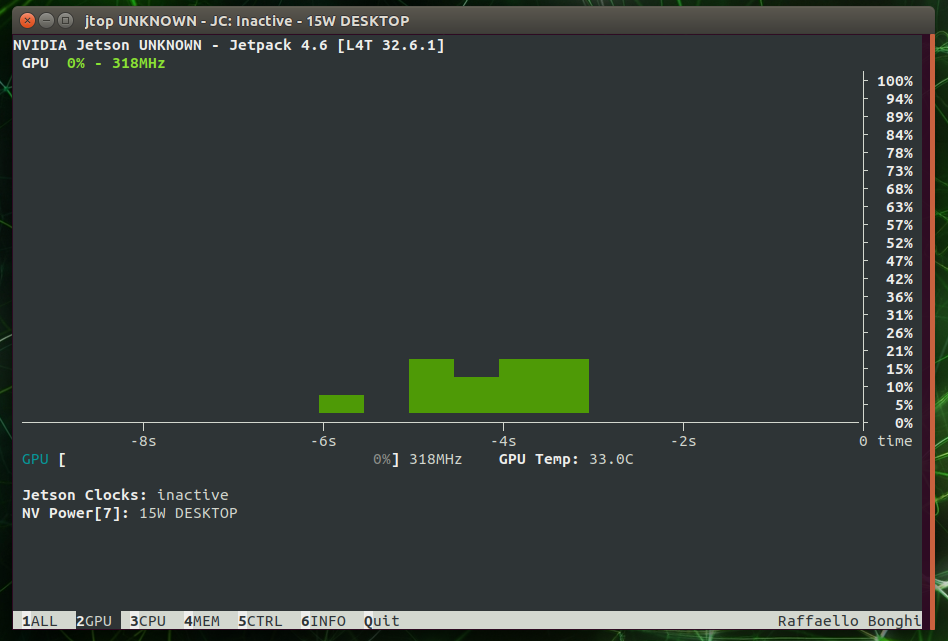 jtop UNKNOWN - JC: Inactive - 15W DESKTOP
NVIDIA Jetson UNKNOWN - Jetpack 4.6 [L4T 32.6.1]
GPU 0% - 318MHz
100%
94%
89%
84%
78%
73%
68%
63%
57%
52%
47%
42%
36%
31%
26%
21%
15%
10%
5%
0%
-8s -6s -4s -2s 0 time
GPU [ 0%] 318MHz GPU Temp: 33.0C
Jetson Clocks: inactive
NV Power[7]: 15W DESKTOP
1ALL 2GPU 3CPU 4MEM 5CTRL 6INFO Quit Raffaello Bonghi